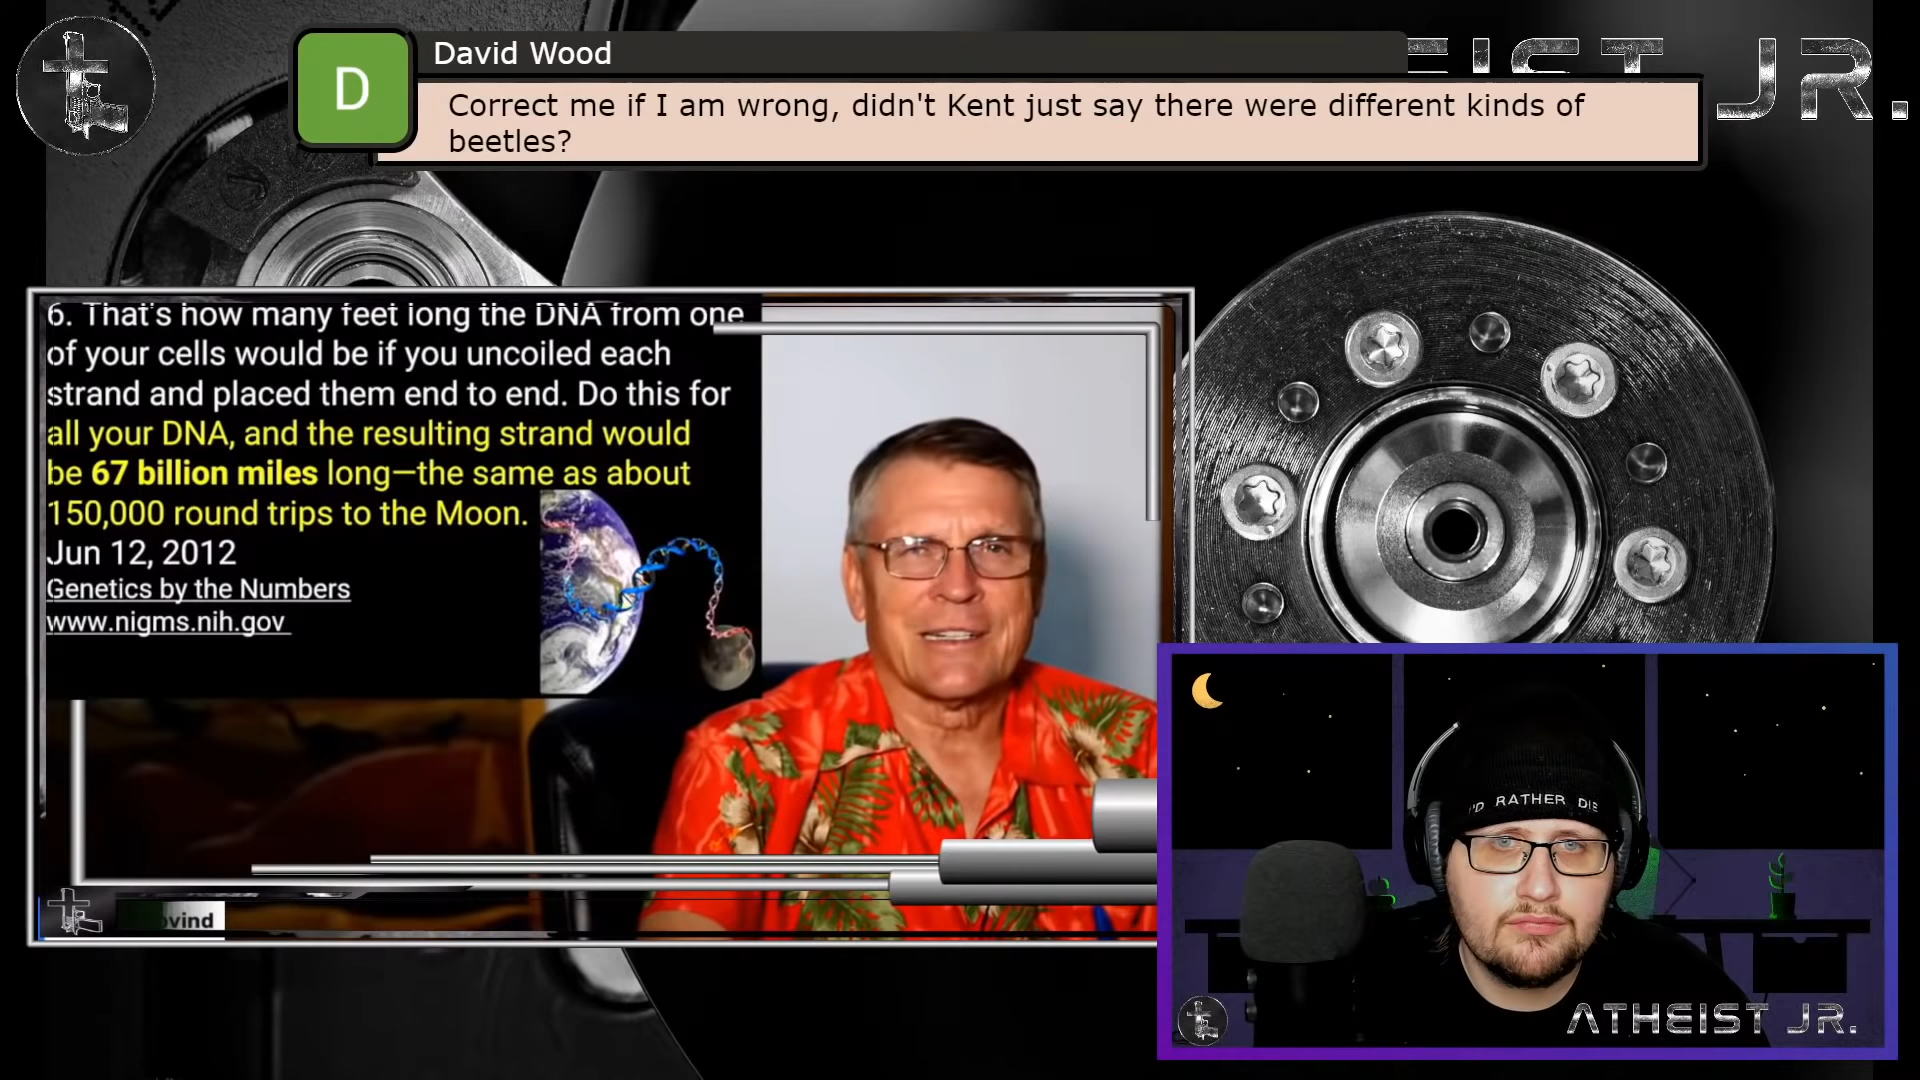 David Wood
D
Correct me if I am wrong, didn't Kent just say there were different kinds of
beetles?
EIST JR.
6. That's how many feet long the DNA from one
of your cells would be if you uncoiled each
strand and placed them end to end. Do this for
all your DNA, and the resulting strand would
be 67 billion miles long—the same as about
150,000 round trips to the Moon.
Jun 12, 2012
Genetics by the Numbers
www.nigms.nih.gov
ovind
I'D RATHER DIE
ATHEIST JR.